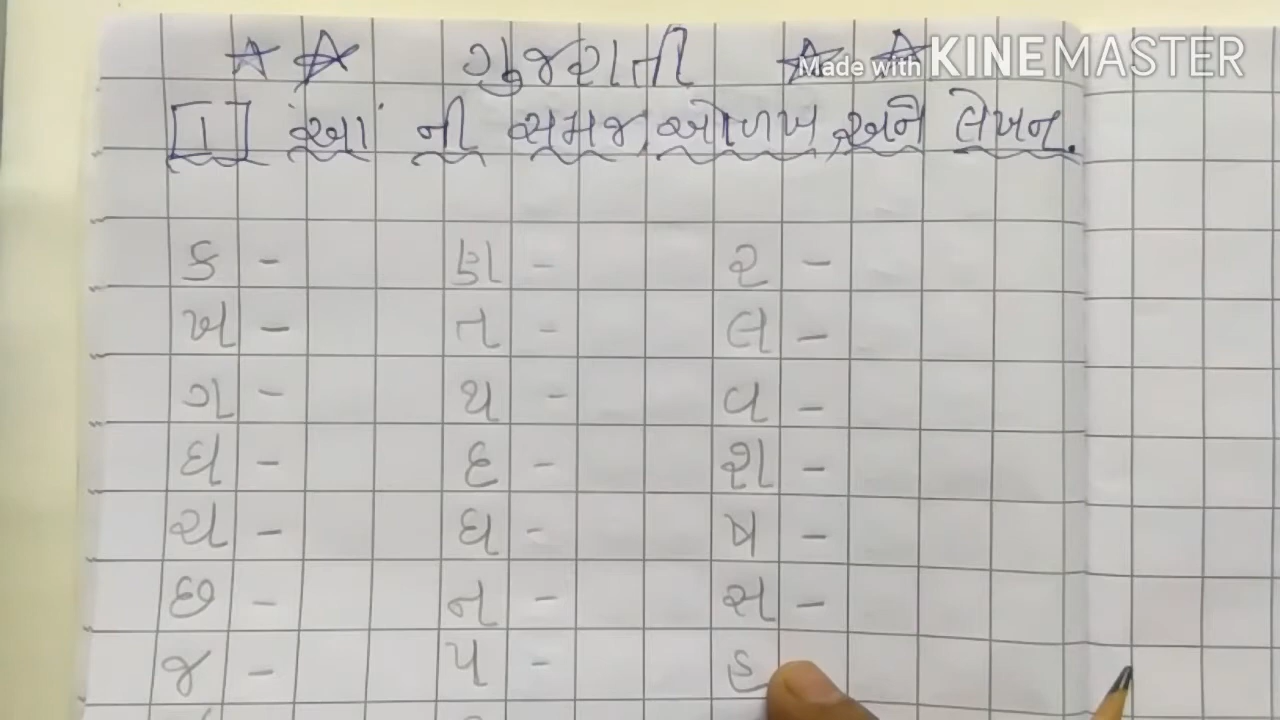 ☆ ☆ ગુજરાતી ☆ ☆
Made with KINEMASTER
1 સ્વાં ની સમજ, ઓળખ, અને લેખન.
ક - ણ - ર -
ખ - ત - લ -
ગ - થ - વ -
ઘ - દ - શ -
ચ - ધ - ષ -
છ - ન - સ -
જ - પ - હ